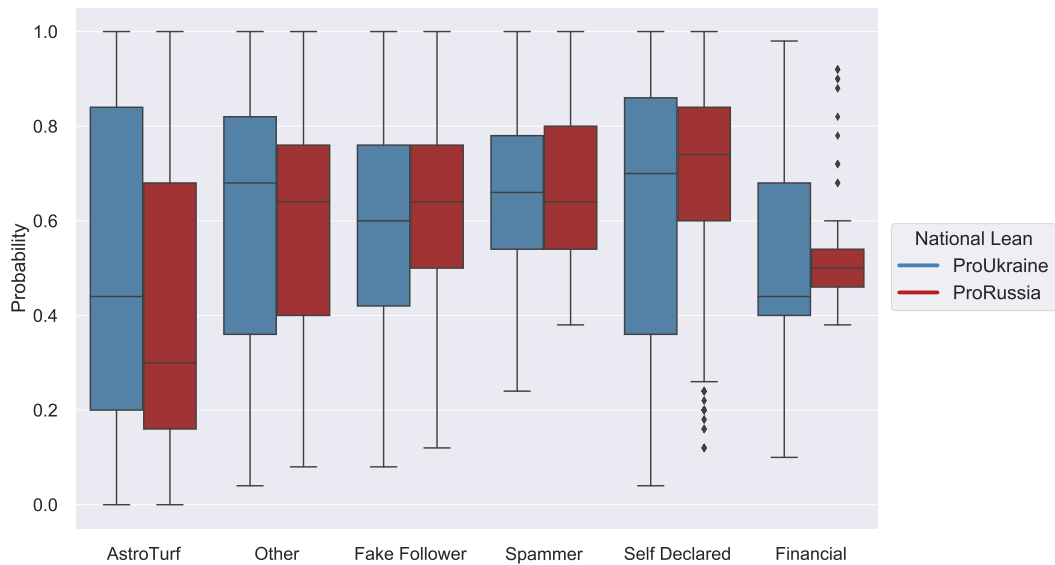 Probability
1.0
0.8
0.6
0.4
0.2
0.0
AstroTurf Other Fake Follower Spammer Self Declared Financial
National Lean
ProUkraine
ProRussia